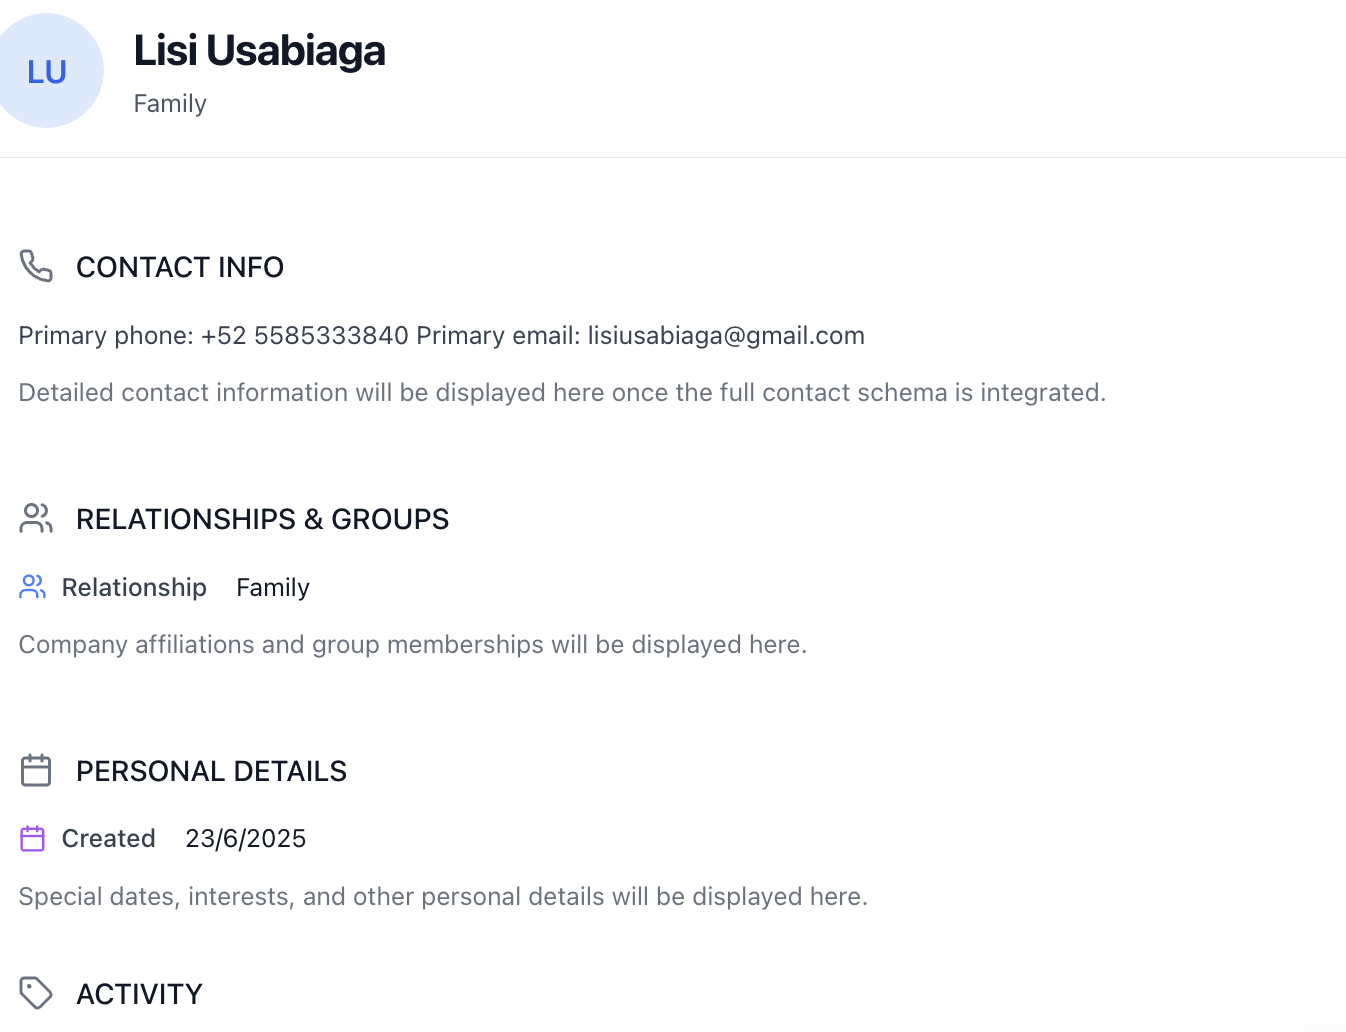 LU
Lisi Usabiaga
Family
CONTACT INFO
Primary phone: +52 5585333840 Primary email: lisiusabiaga@gmail.com
Detailed contact information will be displayed here once the full contact schema is integrated.
RELATIONSHIPS & GROUPS
Relationship Family
Company affiliations and group memberships will be displayed here.
PERSONAL DETAILS
Created 23/6/2025
Special dates, interests, and other personal details will be displayed here.
ACTIVITY